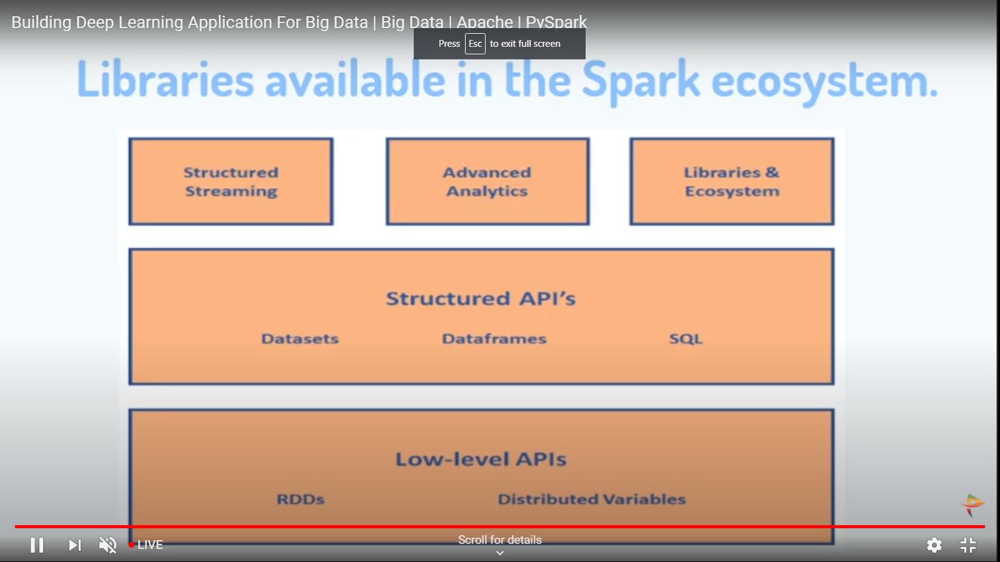 Building Deep Learning Application For Big Data | Big Data | Apache | PySpark
Press Esc to exit full screen
Libraries available in the Spark ecosystem.
Structured
Streaming
Advanced
Analytics
Libraries &
Ecosystem
Structured API's
Datasets Dataframes SQL
Low-level APIs
RDDs Distributed Variables
LIVE
Scroll for details